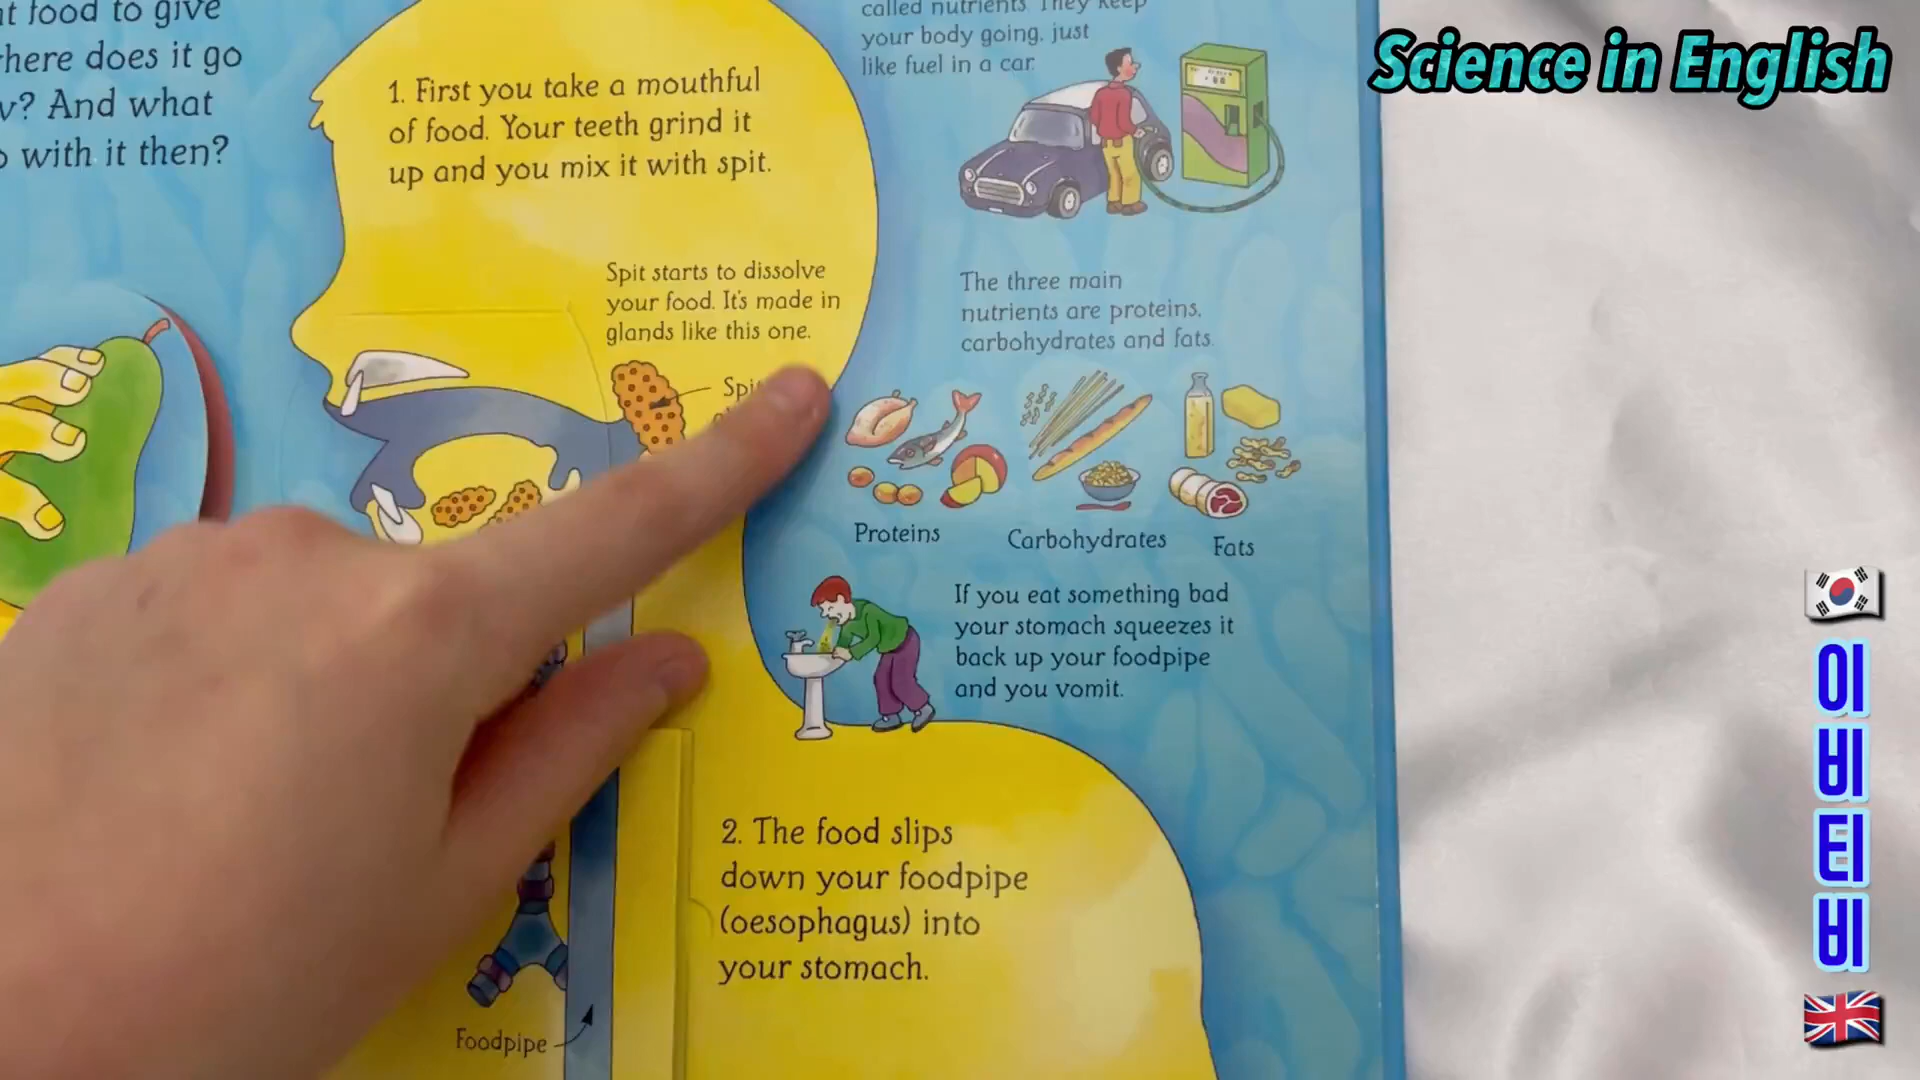 food to give
does it go
? And what
with it then?
1. First you take a mouthful
of food. Your teeth grind it
up and you mix it with spit.
Spit starts to dissolve
your food. It's made in
glands like this one.
called nutrients. They keep
your body going, just
like fuel in a car.
The three main
nutrients are proteins,
carbohydrates and fats.
Proteins
Carbohydrates
Fats
If you eat something bad
your stomach squeezes it
back up your foodpipe
and you vomit.
2. The food slips
down your foodpipe
(oesophagus) into
your stomach.
Foodpipe
Science in English
이비티비